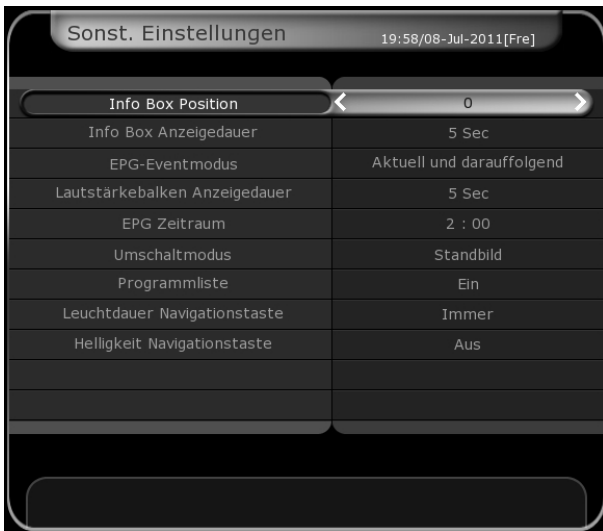 Sonst. Einstellungen 19:58/08-Jul-2011[Fre]
Info Box Position 0
Info Box Anzeigedauer 5 Sec
EPG-Eventmodus Aktuell und darauffolgend
Lautstärkebalken Anzeigedauer 5 Sec
EPG Zeitraum 2 : 00
Umschaltmodus Standbild
Programmliste Ein
Leuchtdauer Navigationstaste Immer
Helligkeit Navigationstaste Aus